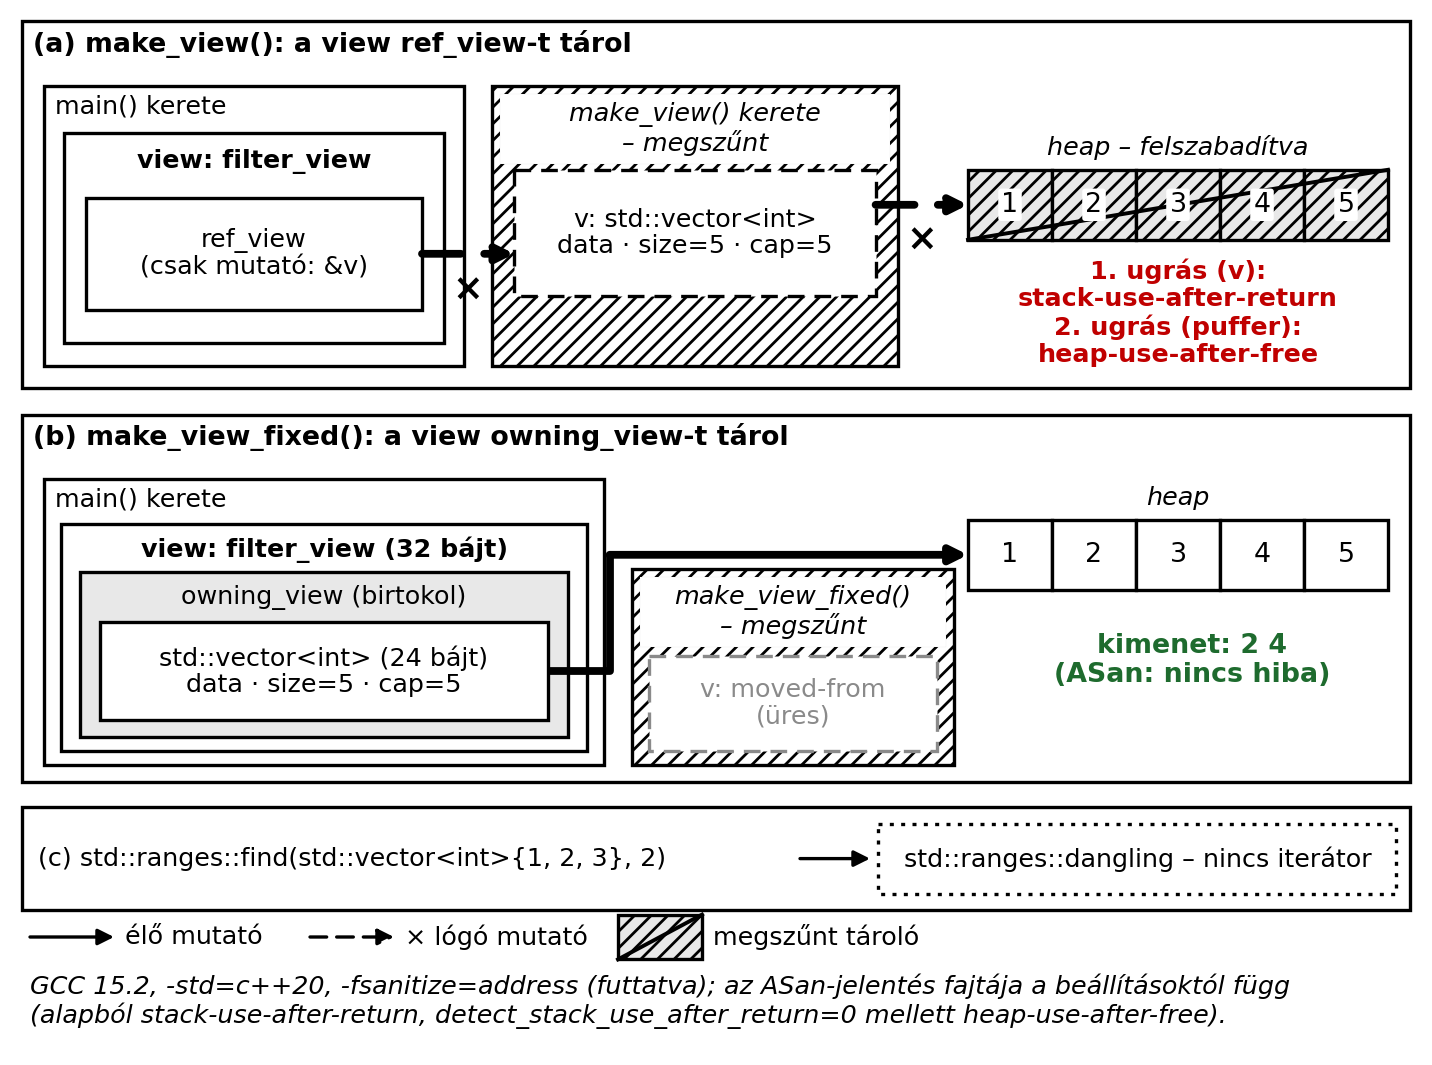 (a) make_view(): a view ref_view-t tárol
main() kerete
view: filter_view
ref_view
(csak mutató: &v)
×
make_view() kerete
– megszűnt
v: std::vector<int>
data · size=5 · cap=5
×
heap – felszabadítva
1 2 3 4 5
1. ugrás (v):
stack-use-after-return
2. ugrás (puffer):
heap-use-after-free
(b) make_view_fixed(): a view owning_view-t tárol
main() kerete
view: filter_view (32 bájt)
owning_view (birtokol)
std::vector<int> (24 bájt)
data · size=5 · cap=5
make_view_fixed()
– megszűnt
v: moved-from
(üres)
heap
1 2 3 4 5
kimenet: 2 4
(ASan: nincs hiba)
(c) std::ranges::find(std::vector<int>{1, 2, 3}, 2)
std::ranges::dangling – nincs iterátor
élő mutató
× lógó mutató
megszűnt tároló
GCC 15.2, -std=c++20, -fsanitize=address (futtatva); az ASan-jelentés fajtája a beállításoktól függ
(alapból stack-use-after-return, detect_stack_use_after_return=0 mellett heap-use-after-free).